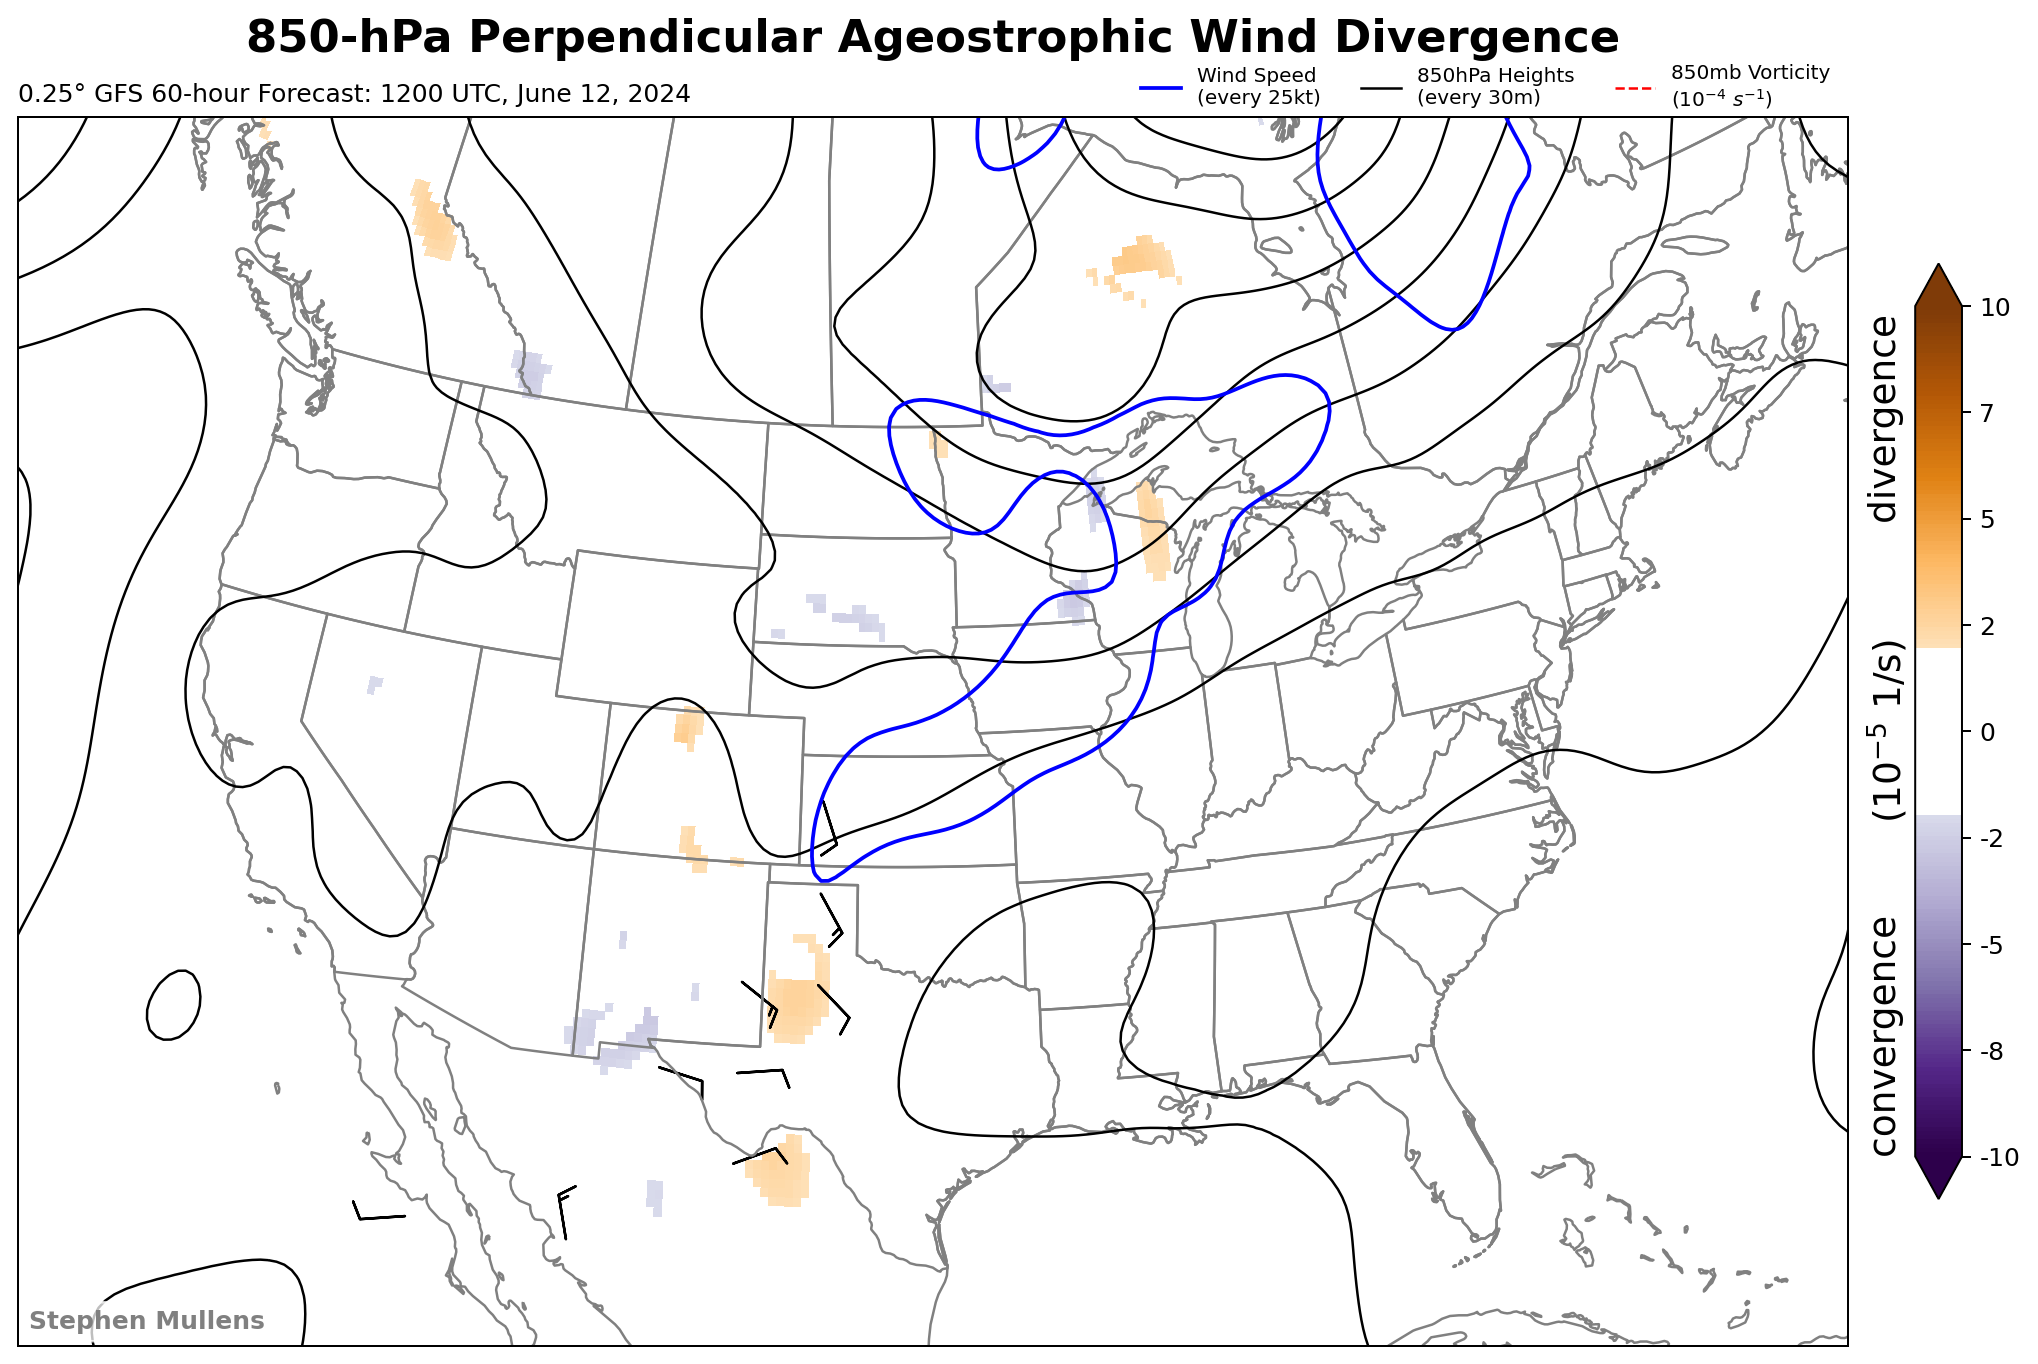 850-hPa Perpendicular Ageostrophic Wind Divergence
0.25° GFS 60-hour Forecast: 1200 UTC, June 12, 2024
Wind Speed
(every 25kt)
850hPa Heights
(every 30m)
850mb Vorticity
(10⁻⁴ s⁻¹)
10
7
5
2
0
-2
-5
-8
-10
convergence (10⁻⁵ 1/s) divergence
Stephen Mullens